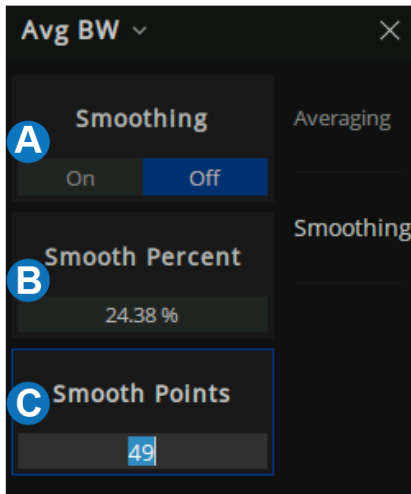 Avg BW
Smoothing
A
On Off
Smooth Percent
B
24.38 %
Smooth Points
C
49
Averaging
Smoothing